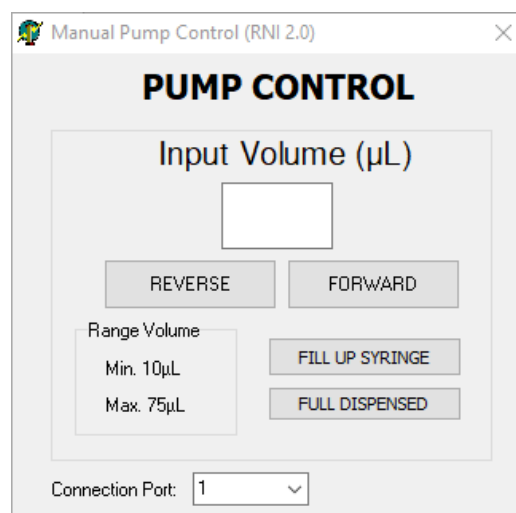 Manual Pump Control (RNI 2.0)
PUMP CONTROL
Input Volume (µL)
REVERSE
FORWARD
Range Volume
Min. 10µL
Max. 75µL
FILL UP SYRINGE
FULL DISPENSED
Connection Port: 1